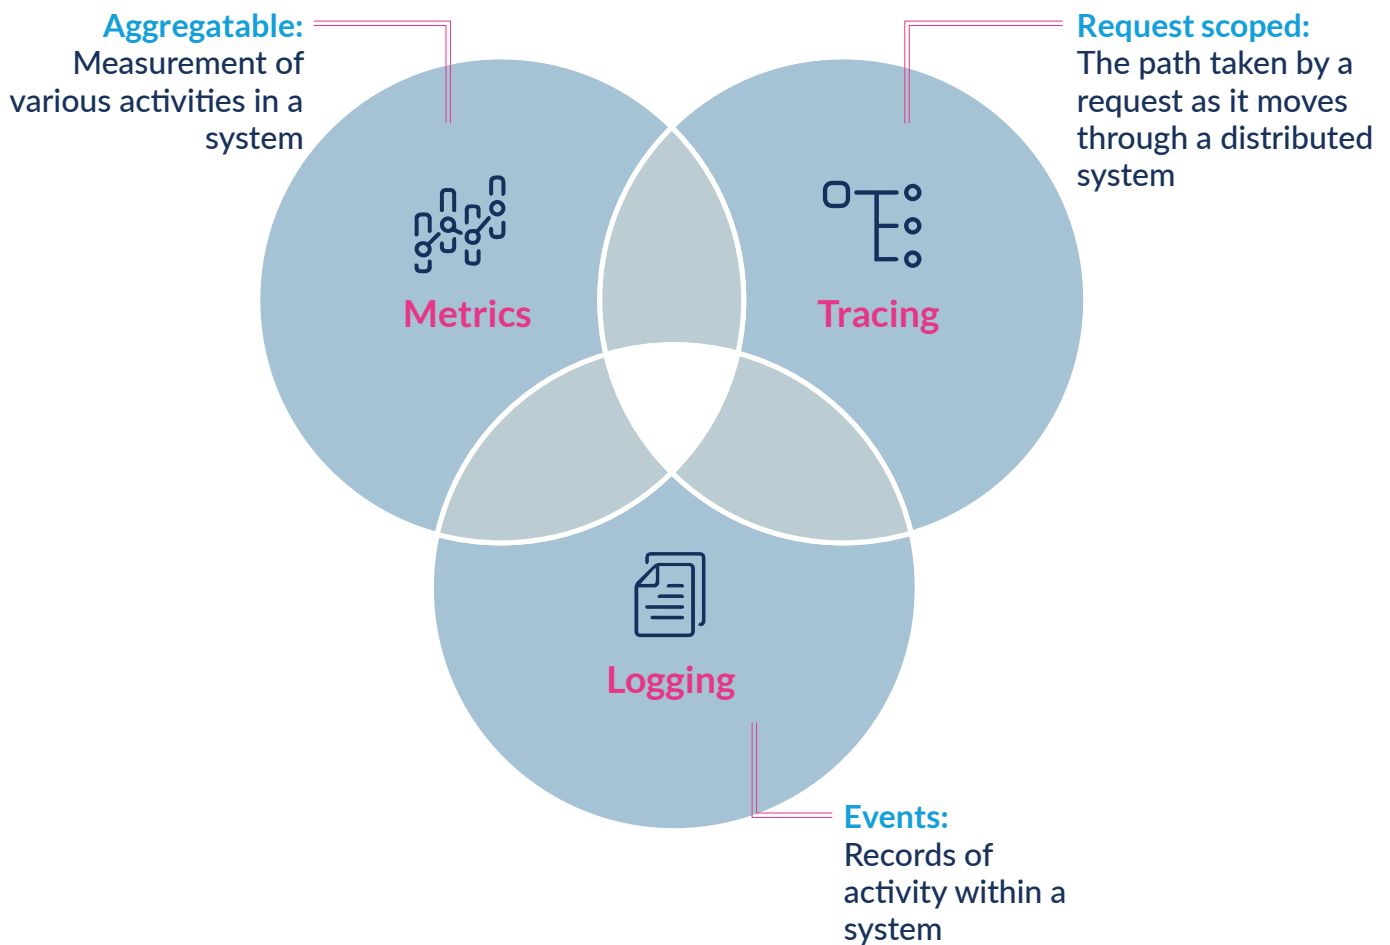 Aggregatable:
Measurement of
various activities in a
system
Request scoped:
The path taken by a
request as it moves
through a distributed
system
Metrics
Tracing
Logging
Events:
Records of
activity within a
system